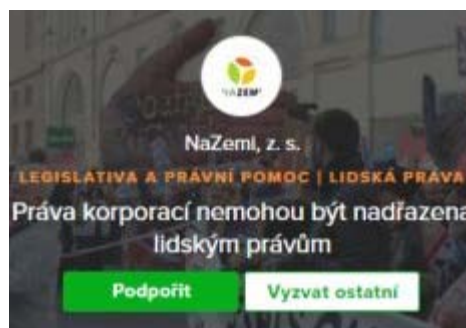 NAZEMI
NaZemi, z. s.
LEGISLATIVA A PRÁVNÍ POMOC | LIDSKÁ PRÁVA
Práva korporací nemohou být nadřazena
lidským právům
Podpořit
Vyzvat ostatní